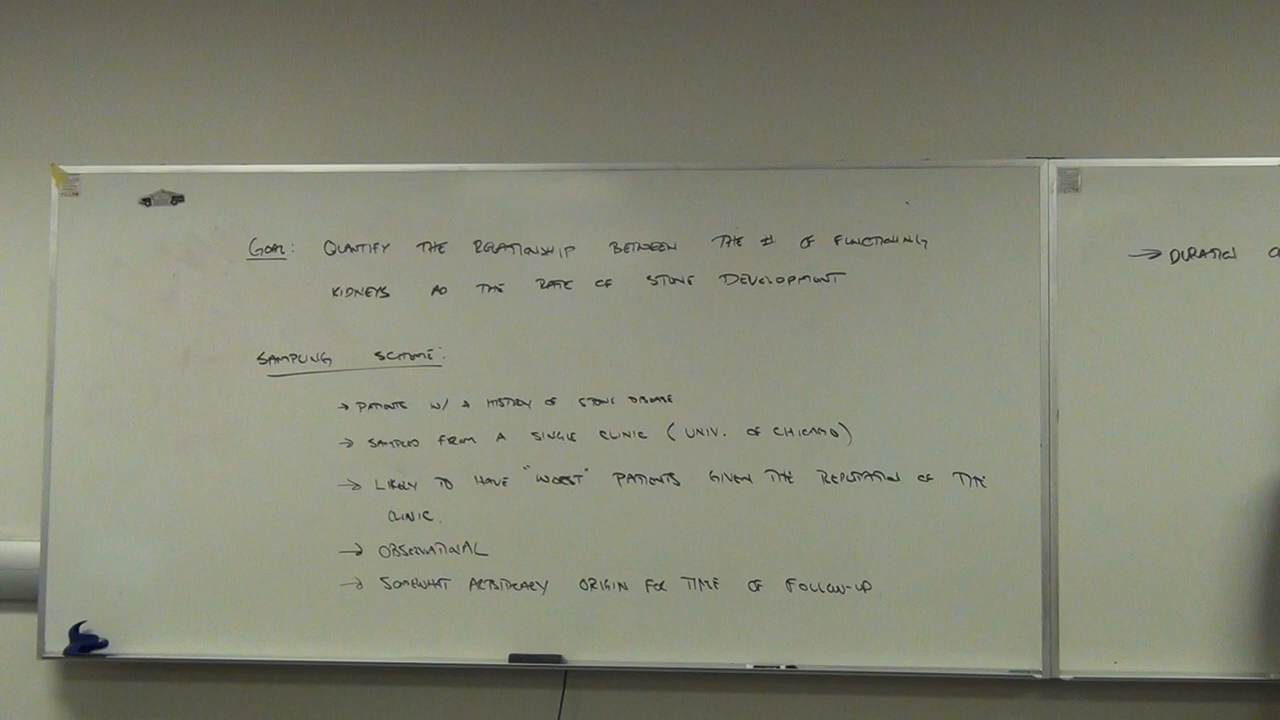 GOAL: QUANTIFY THE RELATIONSHIP BETWEEN THE # OF FUNCTIONING
KIDNEYS AND THE RATE OF STONE DEVELOPMENT
SAMPLING SCHEME:
→ PATIENTS W/ A HISTORY OF STONE DISEASE
→ SAMPLED FROM A SINGLE CLINIC (UNIV. OF CHICAGO)
→ LIKELY TO HAVE "WORST" PATIENTS GIVEN THE REPUTATION OF THE
CLINIC.
→ OBSERVATIONAL
→ SOMEWHAT ARBITRARY ORIGIN FOR TIME OF FOLLOW-UP
→ DURATION